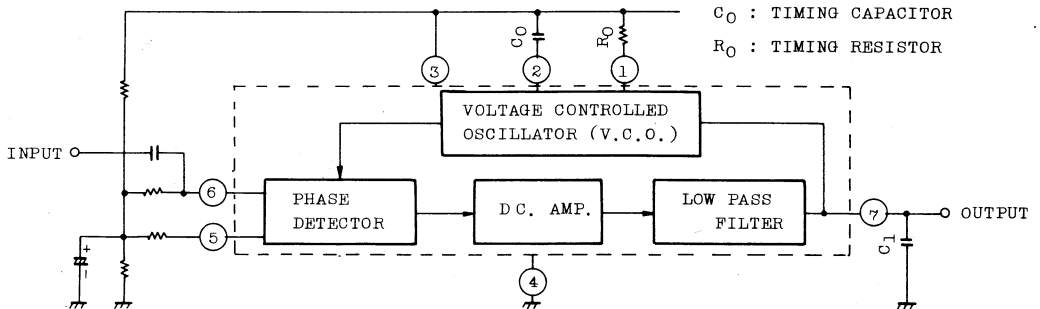 C0 : TIMING CAPACITOR
R0 : TIMING RESISTOR
C0
R0
3
2
1
VOLTAGE CONTROLLED
OSCILLATOR (V.C.O.)
INPUT
6
5
PHASE
DETECTOR
DC. AMP.
LOW PASS
FILTER
7
OUTPUT
C1
+
-
4